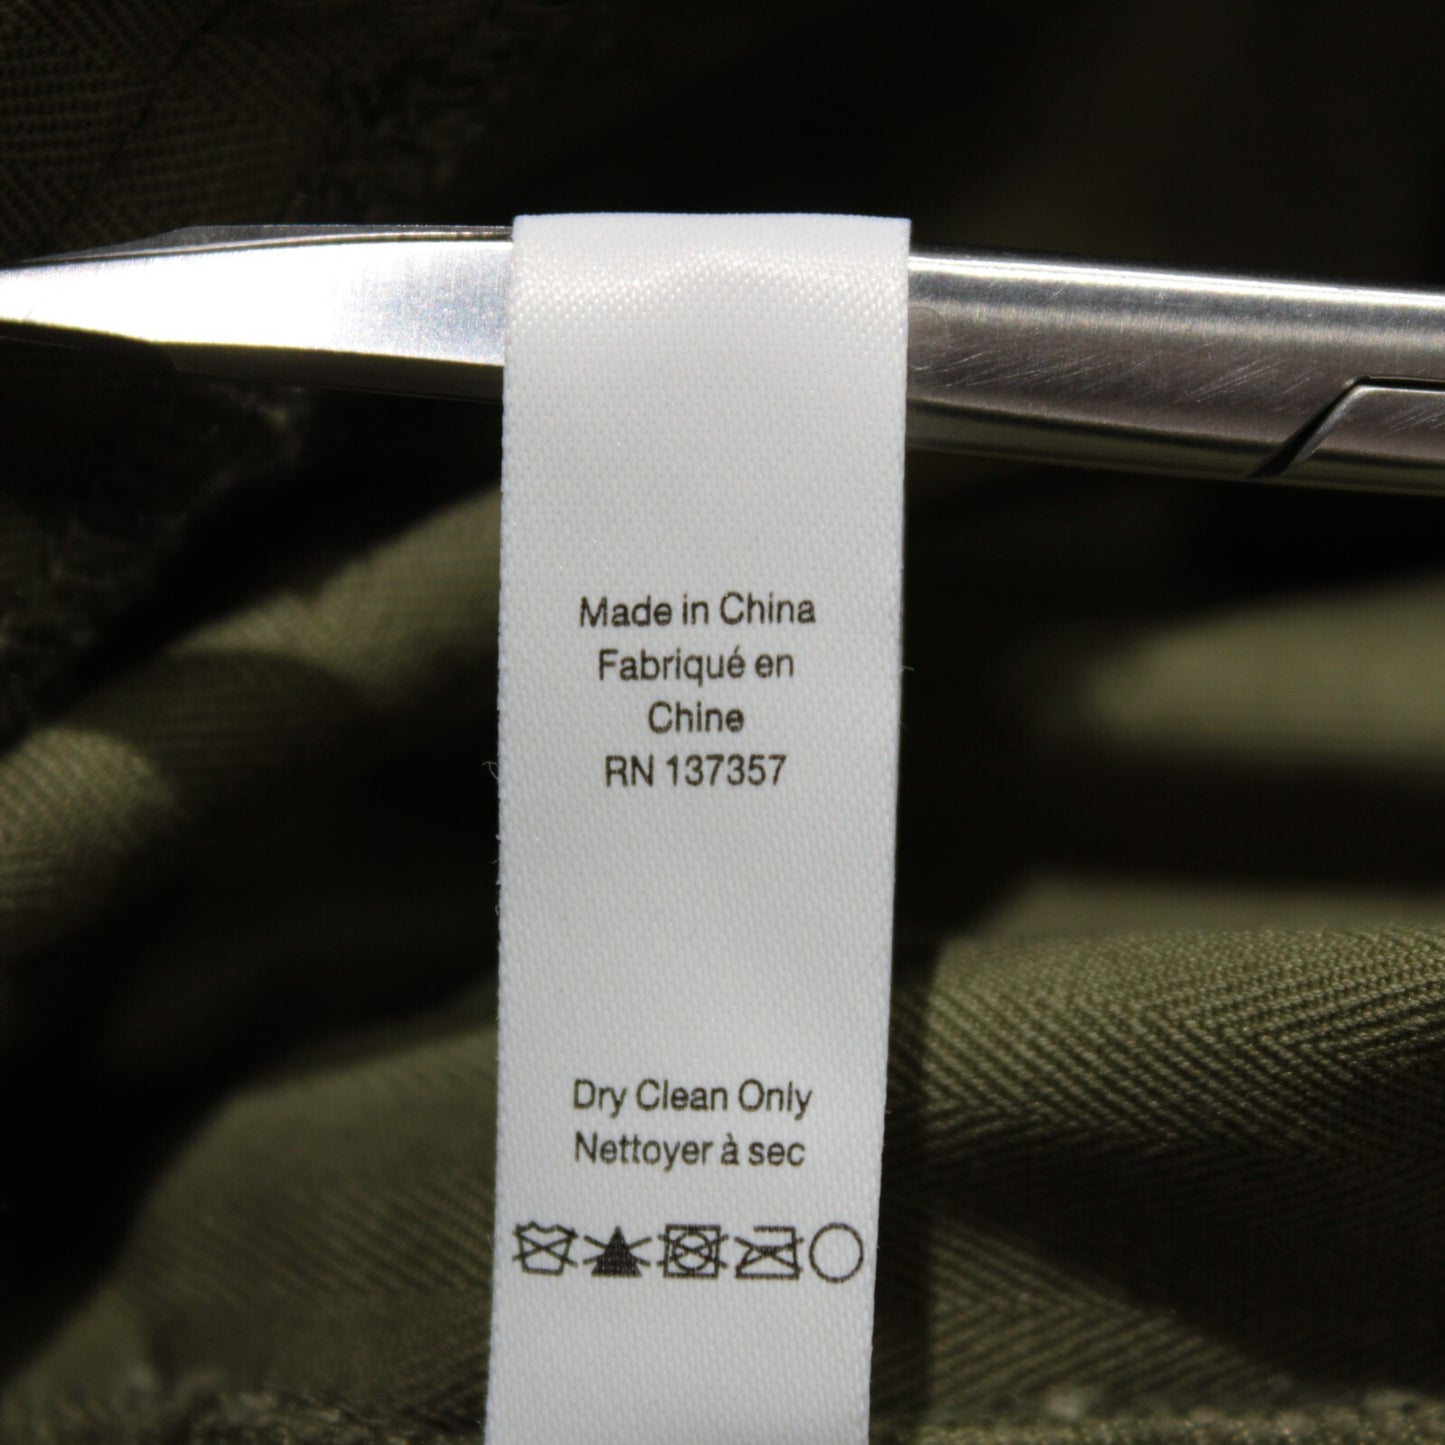 Made in China
Fabriqué en
Chine
RN 137357
Dry Clean Only
Nettoyer à sec